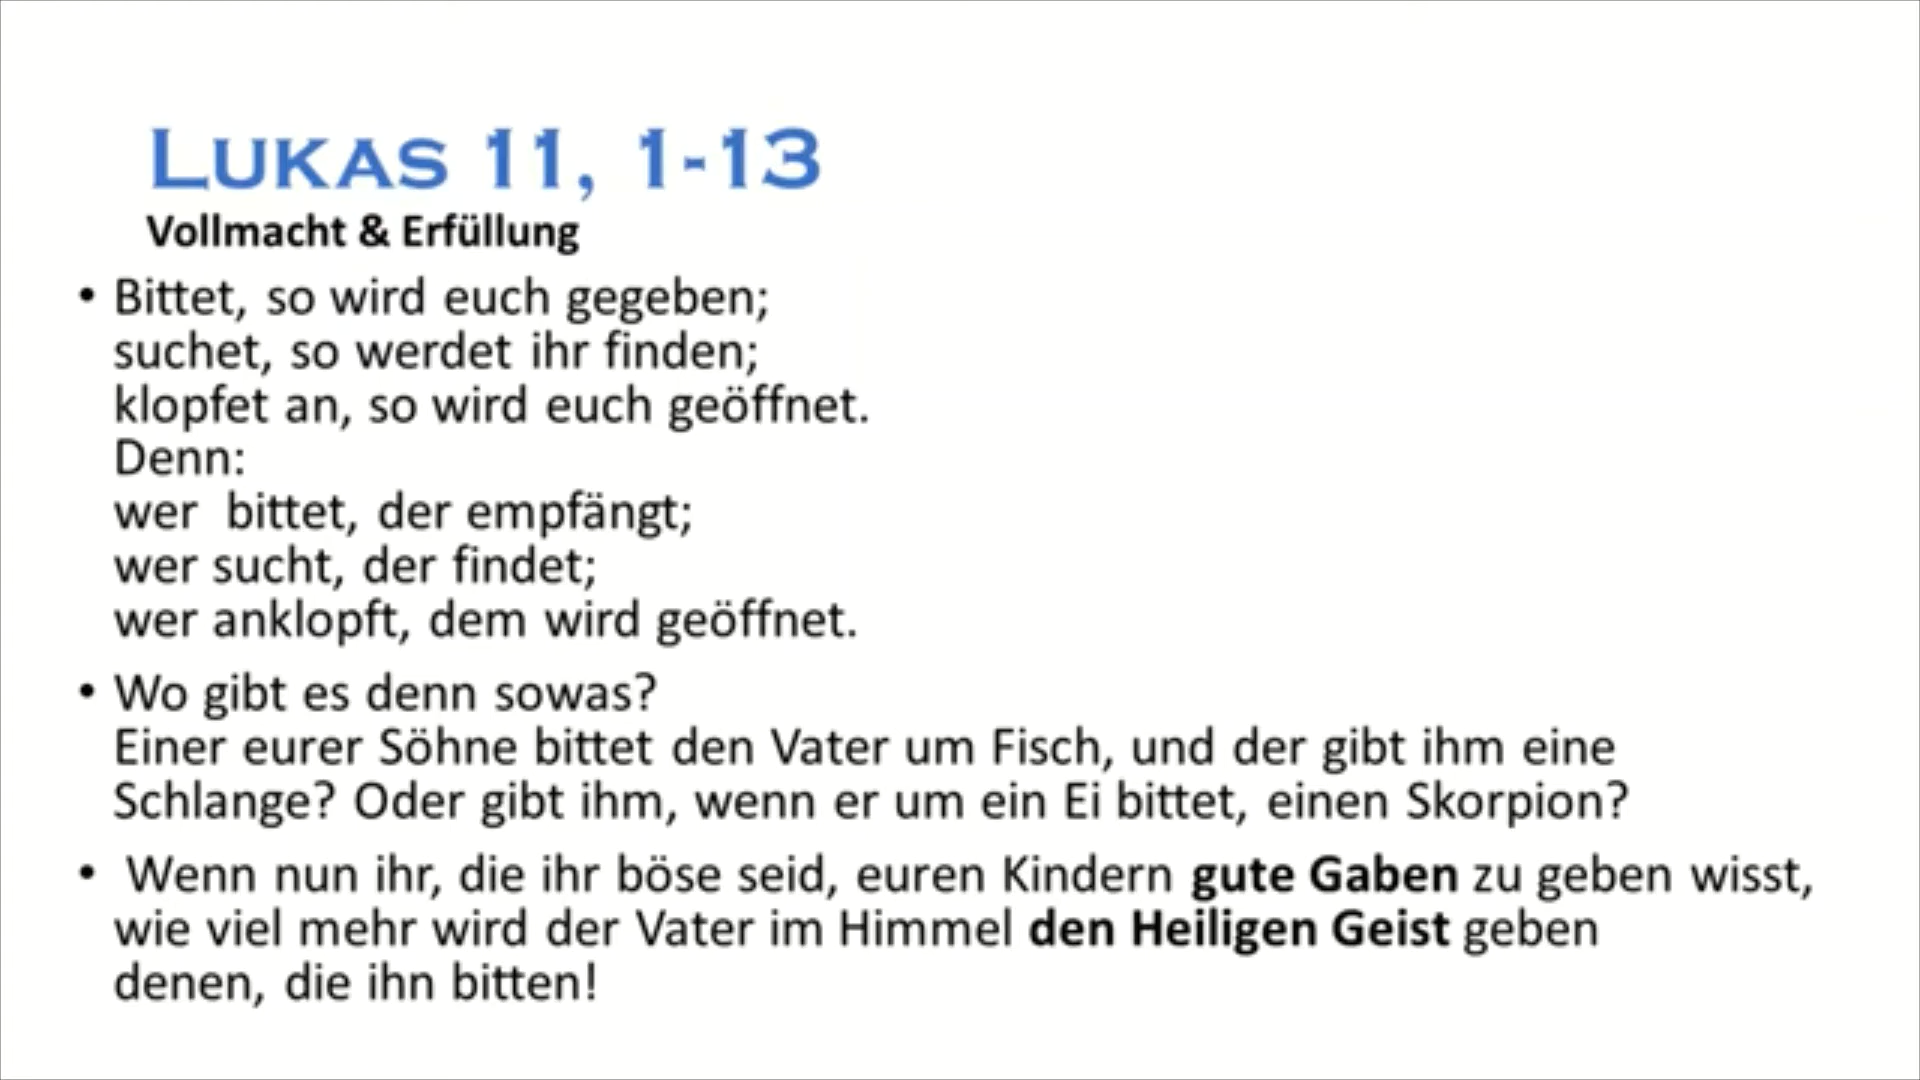 Lukas 11, 1-13
Vollmacht & Erfüllung
• Bittet, so wird euch gegeben;
suchet, so werdet ihr finden;
klopfet an, so wird euch geöffnet.
Denn:
wer bittet, der empfängt;
wer sucht, der findet;
wer anklopft, dem wird geöffnet.
• Wo gibt es denn sowas?
Einer eurer Söhne bittet den Vater um Fisch, und der gibt ihm eine
Schlange? Oder gibt ihm, wenn er um ein Ei bittet, einen Skorpion?
• Wenn nun ihr, die ihr böse seid, euren Kindern gute Gaben zu geben wisst,
wie viel mehr wird der Vater im Himmel den Heiligen Geist geben
denen, die ihn bitten!